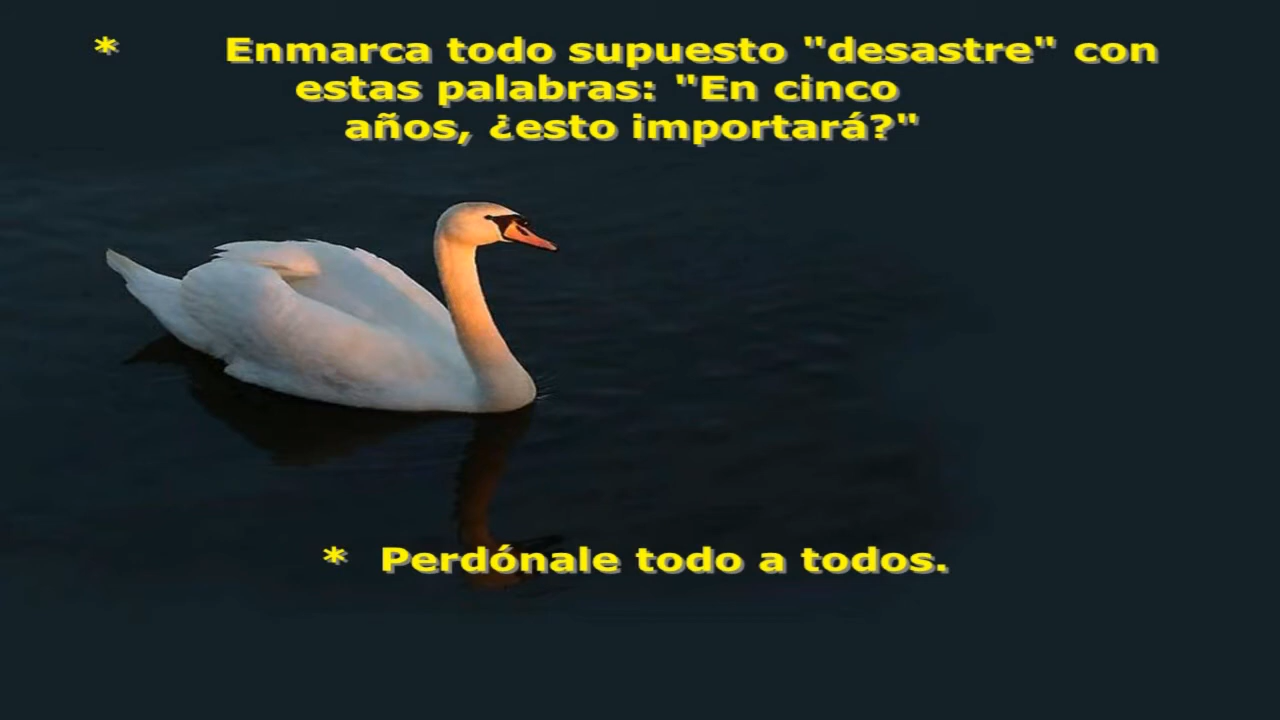 * Enmarca todo supuesto "desastre" con
estas palabras: "En cinco
años, ¿esto importará?"
* Perdónale todo a todos.